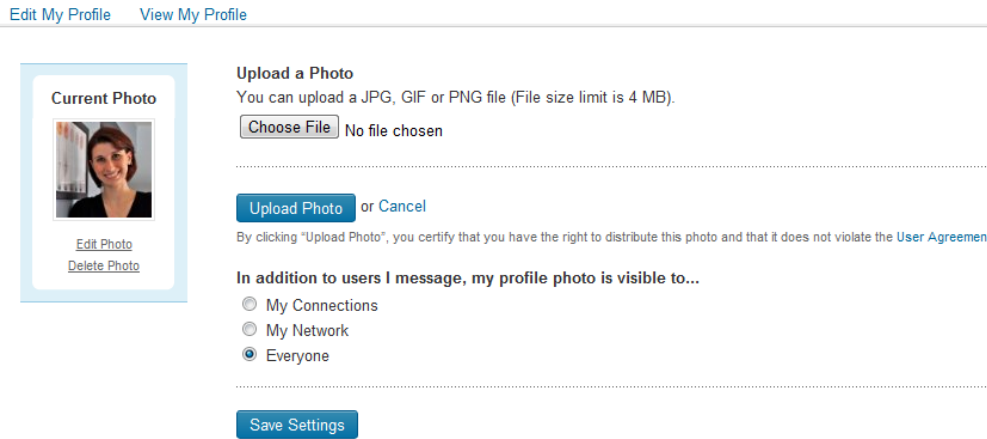 Edit My Profile View My Profile
Current Photo
Edit Photo
Delete Photo
Upload a Photo
You can upload a JPG, GIF or PNG file (File size limit is 4 MB).
Choose File No file chosen
Upload Photo or Cancel
By clicking “Upload Photo”, you certify that you have the right to distribute this photo and that it does not violate the User Agreemen
In addition to users I message, my profile photo is visible to...
My Connections
My Network
Everyone
Save Settings